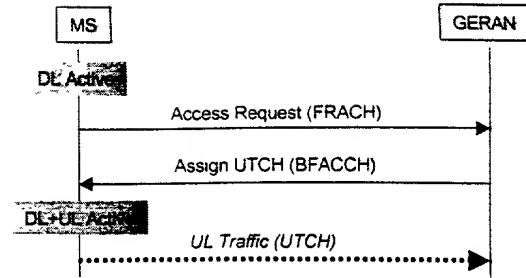 MS
GERAN
DL Active
Access Request (FRACH)
Assign UTCH (BFACCH)
DL+UL Active
UL Traffic (UTCH)